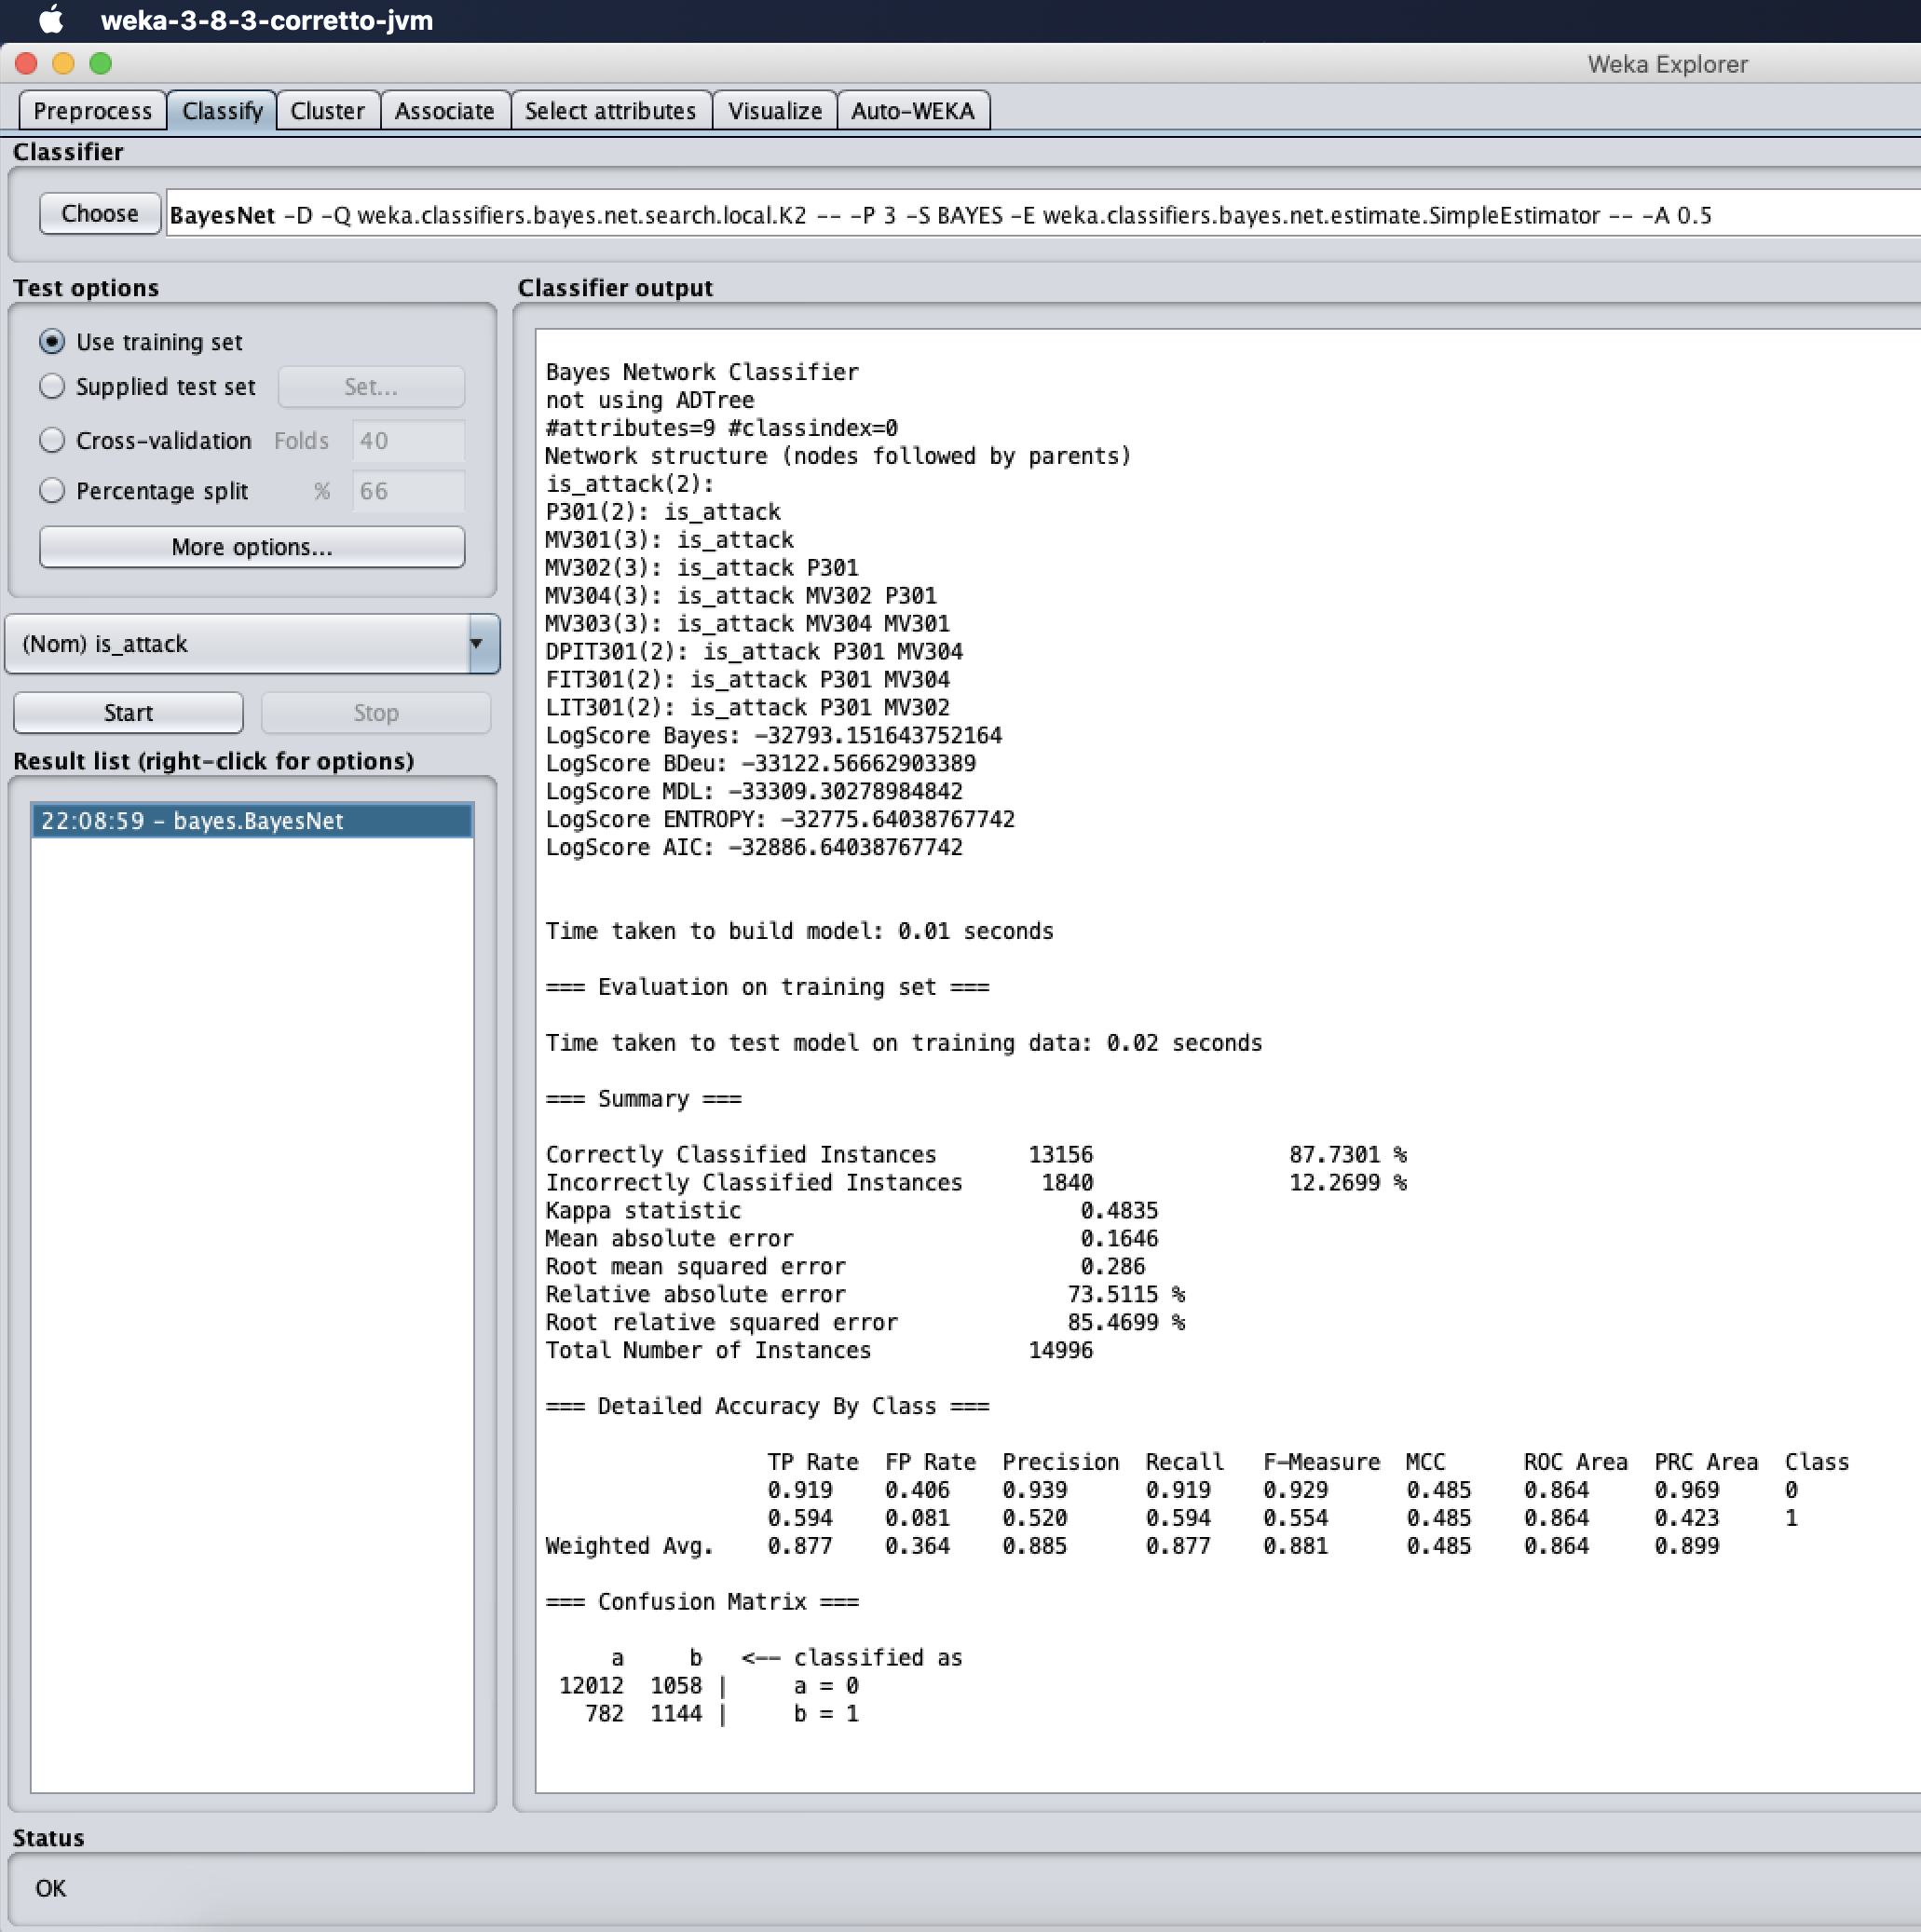 weka-3-8-3-corretto-jvm
Weka Explorer
Preprocess Classify Cluster Associate Select attributes Visualize Auto-WEKA
Classifier
Choose BayesNet -D -Q weka.classifiers.bayes.net.search.local.K2 -- -P 3 -S BAYES -E weka.classifiers.bayes.net.estimate.SimpleEstimator -- -A 0.5
Test options
Use training set
Supplied test set Set...
Cross-validation Folds 40
Percentage split % 66
More options...
(Nom) is_attack
Start Stop
Result list (right-click for options)
22:08:59 - bayes.BayesNet
Classifier output
Bayes Network Classifier
not using ADTree
#attributes=9 #classindex=0
Network structure (nodes followed by parents)
is_attack(2):
P301(2): is_attack
MV301(3): is_attack
MV302(3): is_attack P301
MV304(3): is_attack MV302 P301
MV303(3): is_attack MV304 MV301
DPIT301(2): is_attack P301 MV304
FIT301(2): is_attack P301 MV304
LIT301(2): is_attack P301 MV302
LogScore Bayes: -32793.151643752164
LogScore BDeu: -33122.56662903389
LogScore MDL: -33309.30278984842
LogScore ENTROPY: -32775.64038767742
LogScore AIC: -32886.64038767742
Time taken to build model: 0.01 seconds
=== Evaluation on training set ===
Time taken to test model on training data: 0.02 seconds
=== Summary ===
Correctly Classified Instances 13156 87.7301 %
Incorrectly Classified Instances 1840 12.2699 %
Kappa statistic 0.4835
Mean absolute error 0.1646
Root mean squared error 0.286
Relative absolute error 73.5115 %
Root relative squared error 85.4699 %
Total Number of Instances 14996
=== Detailed Accuracy By Class ===
TP Rate FP Rate Precision Recall F-Measure MCC ROC Area PRC Area Class
0.919 0.406 0.939 0.919 0.929 0.485 0.864 0.969 0
0.594 0.081 0.520 0.594 0.554 0.485 0.864 0.423 1
Weighted Avg. 0.877 0.364 0.885 0.877 0.881 0.485 0.864 0.899
=== Confusion Matrix ===
a b <-- classified as
12012 1058 | a = 0
782 1144 | b = 1
Status
OK